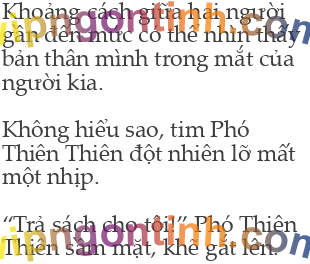 Khoảng cách giữa hai người
gần đến mức có thể nhìn thấy
bản thân mình trong mắt của
người kia.
Không hiểu sao, tim Phó
Thiên Thiên đột nhiên lỡ mất
một nhịp.
“Trả sách cho tôi!” Phó Thiên
Thiên sầm mặt, khẽ gắt lên.